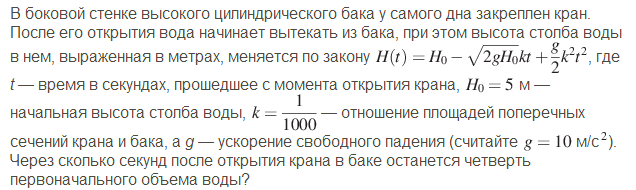 В боковой стенке высокого цилиндрического бака у самого дна закреплен кран.
После его открытия вода начинает вытекать из бака, при этом высота столба воды
в нем, выраженная в метрах, меняется по закону H(t) = H₀ − √(2gH₀)kt + (g/2)k²t², где
t — время в секундах, прошедшее с момента открытия крана, H₀ = 5 м —
начальная высота столба воды, k = 1/1000 — отношение площадей поперечных
сечений крана и бака, а g — ускорение свободного падения (считайте g = 10 м/с²).
Через сколько секунд после открытия крана в баке останется четверть
первоначального объема воды?